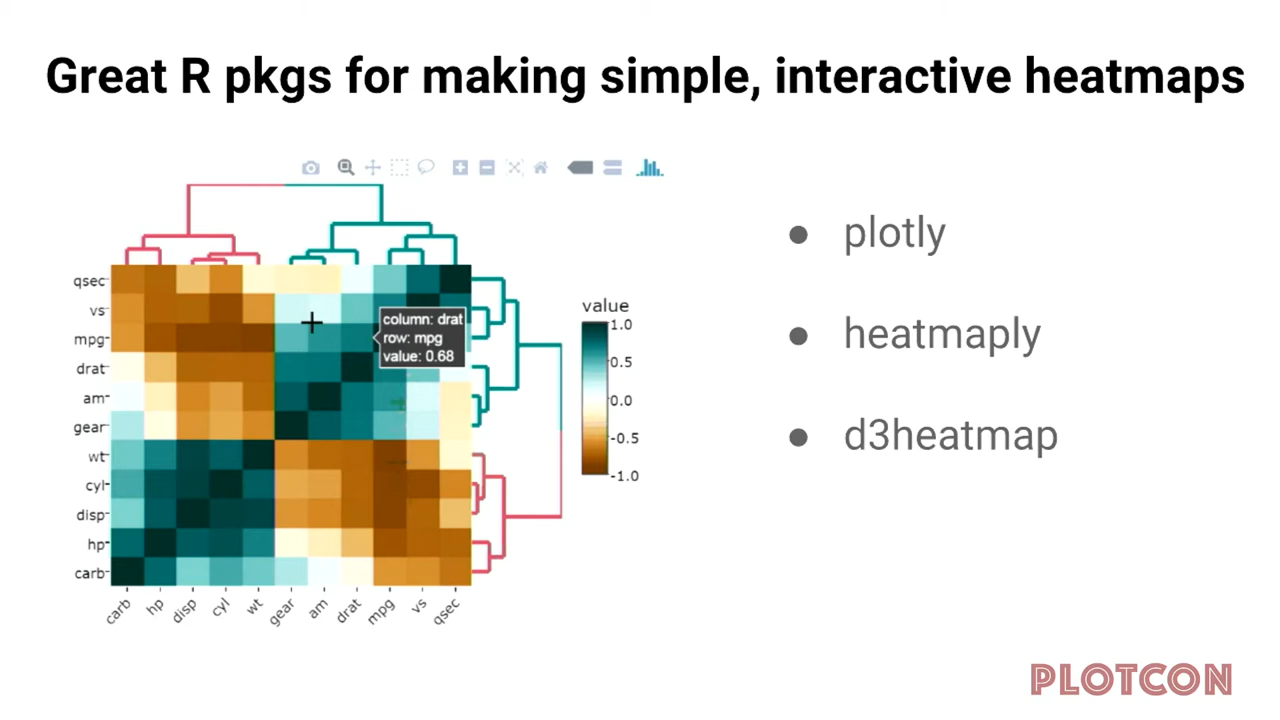 Great R pkgs for making simple, interactive heatmaps
qsec
vs
mpg
drat
am
gear
wt
cyl
disp
hp
carb
carb
hp
disp
cyl
wt
gear
am
drat
mpg
vs
qsec
column: drat
row: mpg
value: 0.68
value
1.0
0.5
0.0
-0.5
-1.0
● plotly
● heatmaply
● d3heatmap
PLOTCON